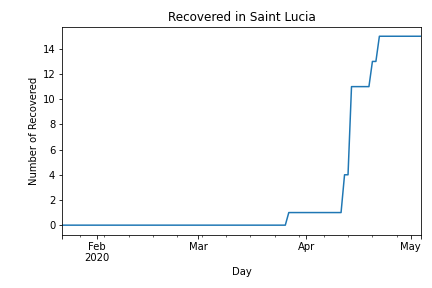 Recovered in Saint Lucia
Number of Recovered
14
12
10
8
6
4
2
0
Feb
2020
Mar
Apr
May
Day